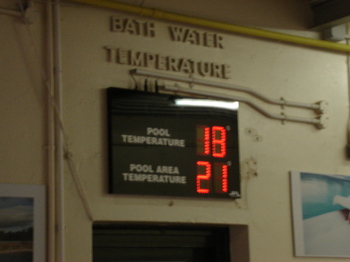 BATH WATER
TEMPERATURE
POOL
TEMPERATURE 18°
POOL AREA
TEMPERATURE 21°